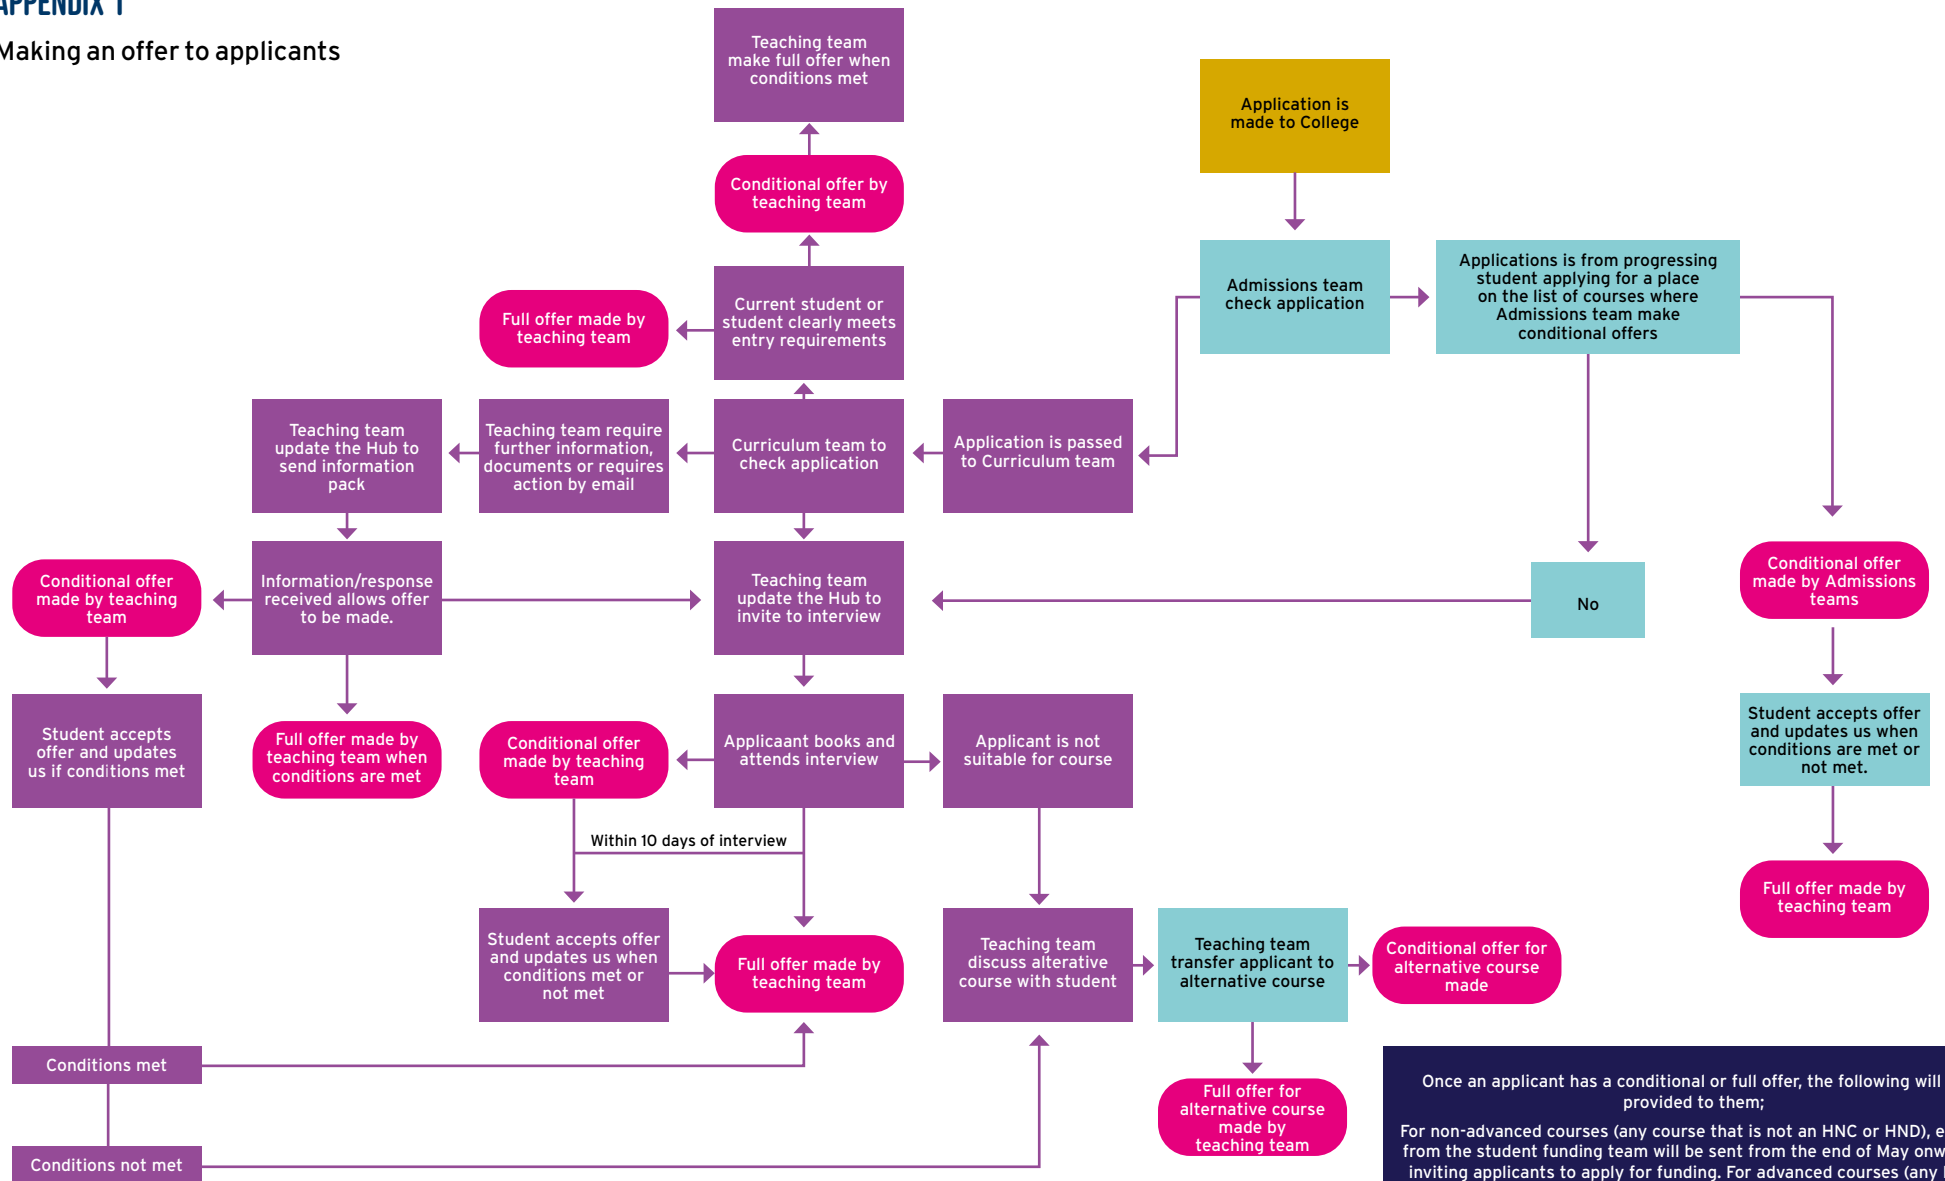 APPENDIX 1
Making an offer to applicants
Teaching team
make full offer when
conditions met
Application is
made to College
Conditional offer by
teaching team
Admissions team
check application
Applications is from progressing
student applying for a place
on the list of courses where
Admissions team make
conditional offers
Current student or
student clearly meets
entry requirements
Full offer made by
teaching team
Teaching team
update the Hub to
send information
pack
Teaching team require
further information,
documents or requires
action by email
Curriculum team to
check application
Application is passed
to Curriculum team
Conditional offer
made by teaching
team
Information/response
received allows offer
to be made.
Teaching team
update the Hub to
invite to interview
No
Conditional offer
made by Admissions
teams
Student accepts
offer and updates
us if conditions met
Full offer made by
teaching team when
conditions are met
Conditional offer
made by teaching
team
Applicaant books and
attends interview
Applicant is not
suitable for course
Student accepts offer
and updates us when
conditions are met or
not met.
Within 10 days of interview
Full offer made by
teaching team
Student accepts offer
and updates us when
conditions met or
not met
Full offer made by
teaching team
Teaching team
discuss alterative
course with student
Teaching team
transfer applicant to
alternative course
Conditional offer for
alternative course
made
Conditions met
Full offer for
alternative course
made by
teaching team
Conditions not met
Once an applicant has a conditional or full offer, the following will
provided to them;
For non-advanced courses (any course that is not an HNC or HND), e
from the student funding team will be sent from the end of May onw
inviting applicants to apply for funding. For advanced courses (any